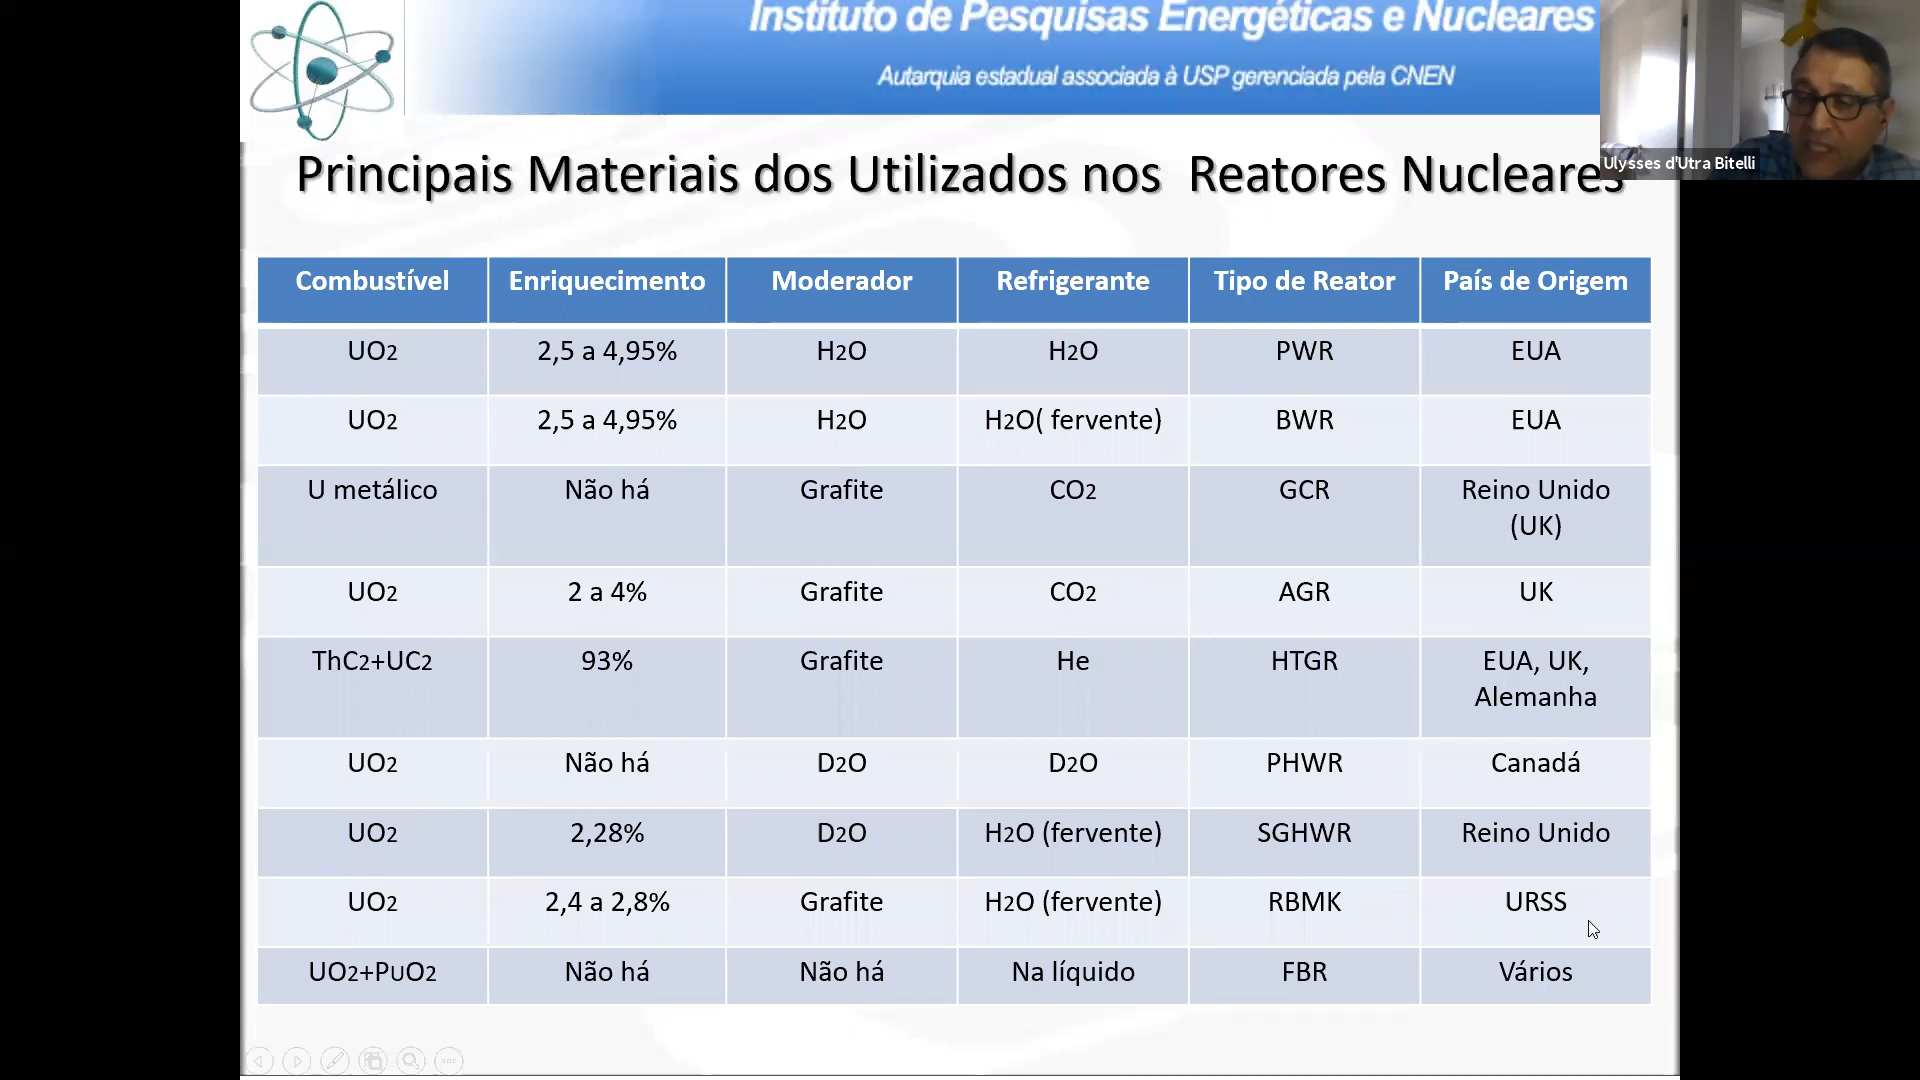 Instituto de Pesquisas Energéticas e Nucleares
Autarquia estadual associada à USP gerenciada pela CNEN
Ulysses d'Utra Bitelli
Principais Materiais dos Utilizados nos Reatores Nucleares
Combustível Enriquecimento Moderador Refrigerante Tipo de Reator País de Origem
UO2 2,5 a 4,95% H2O H2O PWR EUA
UO2 2,5 a 4,95% H2O H2O( fervente) BWR EUA
U metálico Não há Grafite CO2 GCR Reino Unido
(UK)
UO2 2 a 4% Grafite CO2 AGR UK
ThC2+UC2 93% Grafite He HTGR EUA, UK,
Alemanha
UO2 Não há D2O D2O PHWR Canadá
UO2 2,28% D2O H2O (fervente) SGHWR Reino Unido
UO2 2,4 a 2,8% Grafite H2O (fervente) RBMK URSS
UO2+PUO2 Não há Não há Na líquido FBR Vários